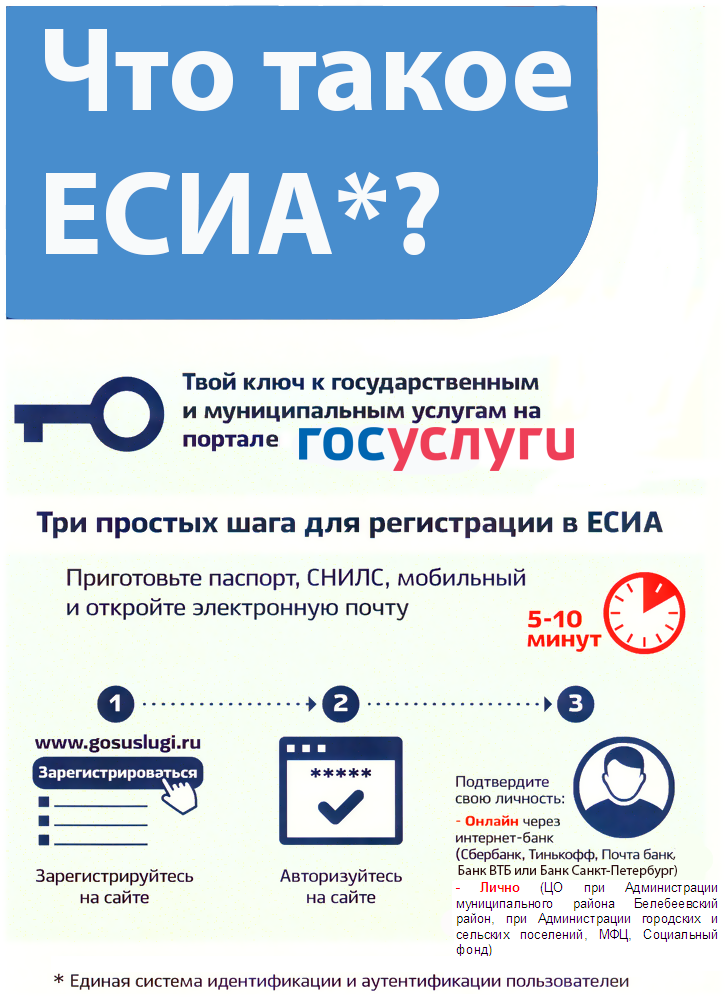 Что такое
ЕСИА*?
Твой ключ к государственным
и муниципальным услугам на
портале госуслуги
Три простых шага для регистрации в ЕСИА
Приготовьте паспорт, СНИЛС, мобильный
и откройте электронную почту
5-10
минут
1
2
3
www.gosuslugi.ru
Зарегистрироваться
Зарегистрируйтесь
на сайте
*****
Авторизуйтесь
на сайте
Подтвердите
свою личность:
- Онлайн через
интернет-банк
(Сбербанк, Тинькофф, Почта банк,
Банк ВТБ или Банк Санкт-Петербург)
- Лично (ЦО при Администрации
муниципального района Белебеевский
район, при Администрации городских и
сельских поселений, МФЦ, Социальный
фонд)
* Единая система идентификации и аутентификации пользователей